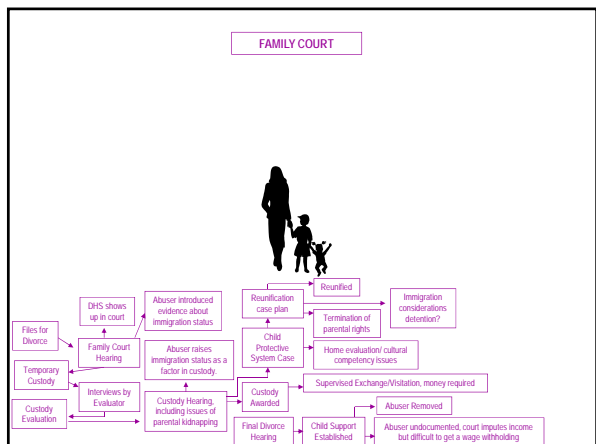 FAMILY COURT
Reunified
DHS shows
up in court
Abuser introduced
evidence about
immigration status
Reunification
case plan
Immigration
considerations
detention?
Files for
Divorce
Family Court
Hearing
Termination of
parental rights
Abuser raises
immigration status as a
factor in custody.
Child
Protective
System Case
Home evaluation/ cultural
competency issues
Temporary
Custody
Interviews by
Evaluator
Custody Hearing,
including issues of
parental kidnapping
Custody
Awarded
Supervised Exchange/Visitation, money required
Custody
Evaluation
Abuser Removed
Final Divorce
Hearing
Child Support
Established
Abuser undocumented, court imputes income
but difficult to get a wage withholding